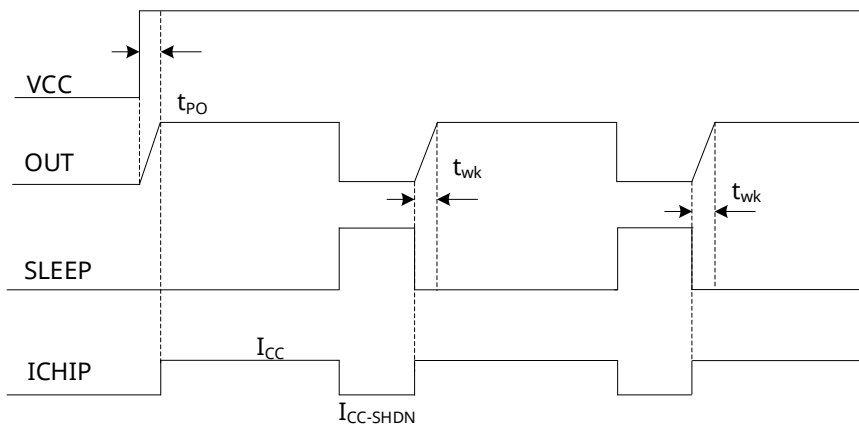 VCC
tPO
OUT
twk
twk
SLEEP
ICC
ICHIP
ICC-SHDN